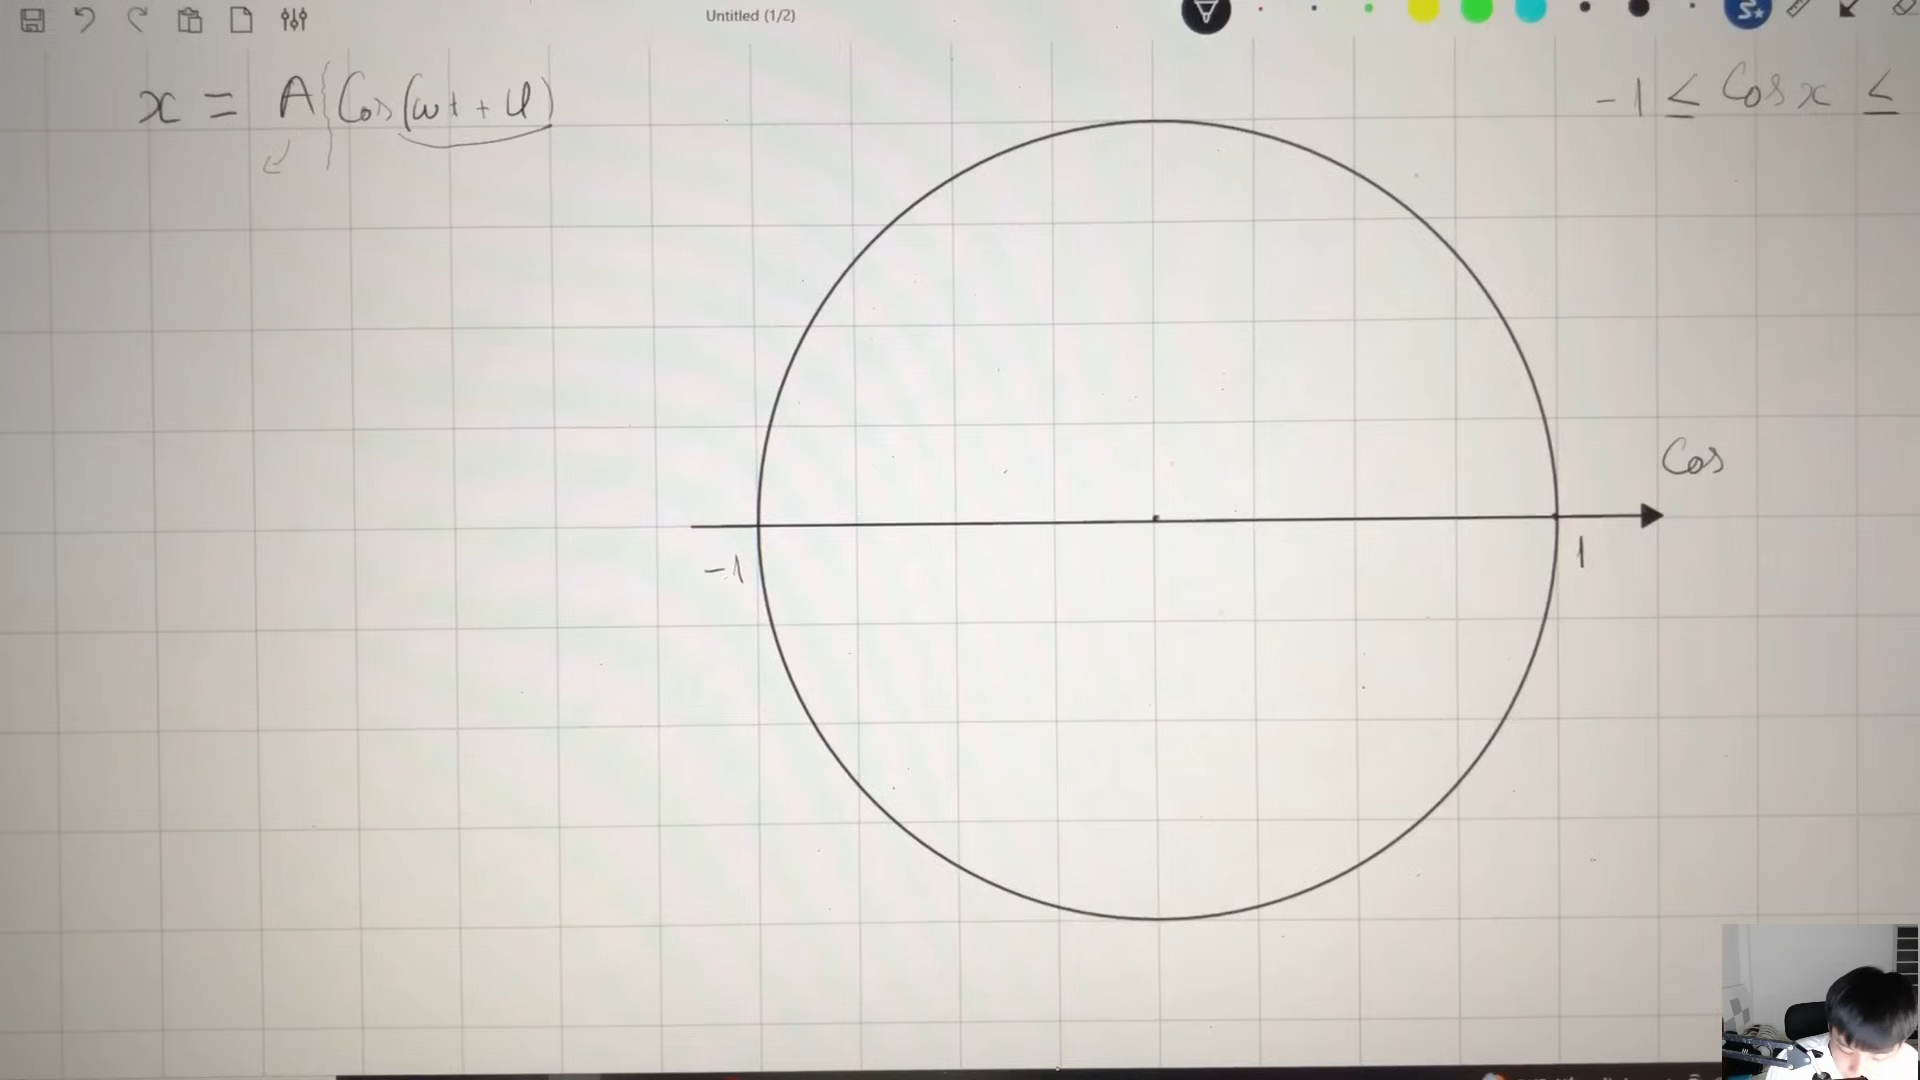 Untitled (1/2)
x = A Cos(ωt + φ)
-1 ≤ Cos x ≤
Cos
-1
1